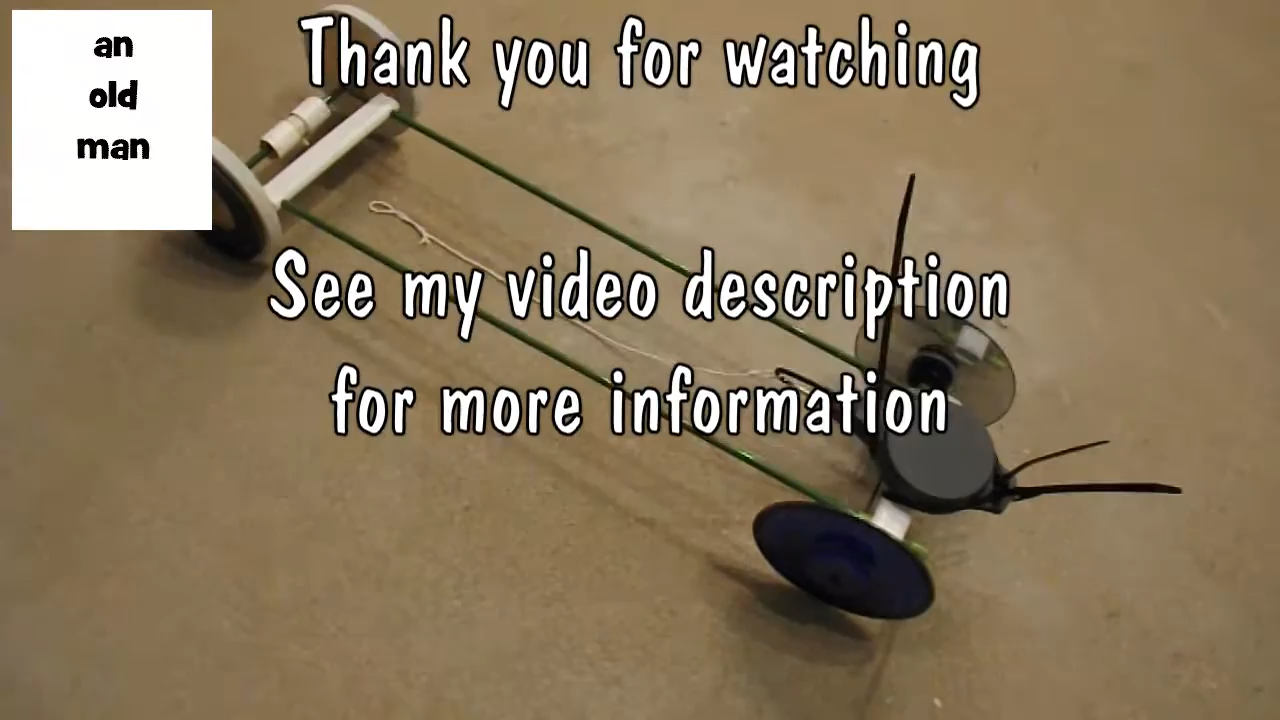 an
old
man
Thank you for watching
See my video description
for more information